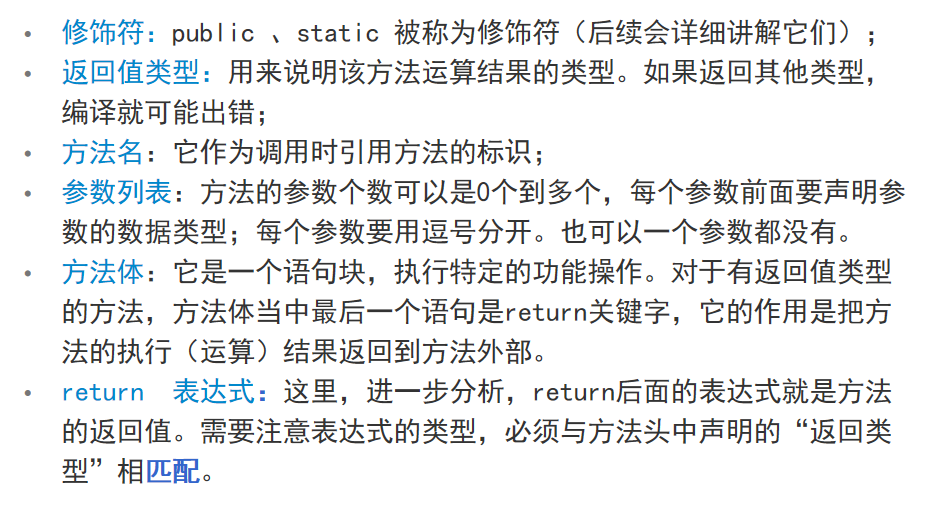 • 修饰符：public 、static 被称为修饰符（后续会详细讲解它们）；
• 返回值类型：用来说明该方法运算结果的类型。如果返回其他类型，
编译就可能出错；
• 方法名：它作为调用时引用方法的标识；
• 参数列表：方法的参数个数可以是0个到多个，每个参数前面要声明参
数的数据类型；每个参数要用逗号分开。也可以一个参数都没有。
• 方法体：它是一个语句块，执行特定的功能操作。对于有返回值类型
的方法，方法体当中最后一个语句是return关键字，它的作用是把方
法的执行（运算）结果返回到方法外部。
• return 表达式：这里，进一步分析，return后面的表达式就是方法
的返回值。需要注意表达式的类型，必须与方法头中声明的“返回类
型”相匹配。